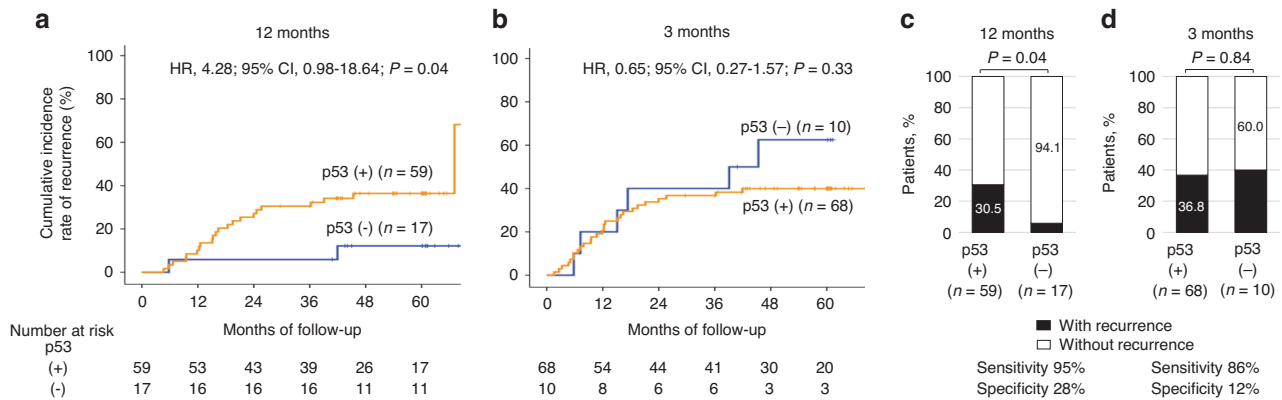 a
12 months
HR, 4.28; 95% CI, 0.98-18.64; P = 0.04
Cumulative incidence
rate of recurrence (%)
100
80
60
40
20
0
p53 (+) (n = 59)
p53 (-) (n = 17)
0 12 24 36 48 60
Months of follow-up
b
3 months
HR, 0.65; 95% CI, 0.27-1.57; P = 0.33
100
80
60
40
20
0
p53 (–) (n = 10)
p53 (+) (n = 68)
0 12 24 36 48 60
Months of follow-up
Number at risk
p53
(+) 59 53 43 39 26 17 68 54 44 41 30 20
(-) 17 16 16 16 11 11 10 8 6 6 3 3
c
12 months
P = 0.04
Patients, %
100
80
60
40
20
0
30.5
94.1
p53 p53
(+) (–)
(n = 59) (n = 17)
d
3 months
P = 0.84
Patients, %
100
80
60
40
20
0
36.8
60.0
p53 p53
(+) (–)
(n = 68) (n = 10)
With recurrence
Without recurrence
Sensitivity 95% Sensitivity 86%
Specificity 28% Specificity 12%